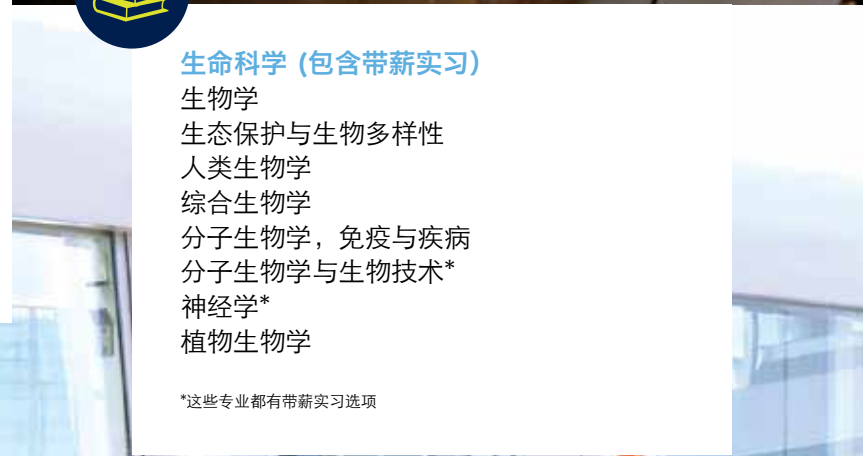 生命科学 (包含带薪实习）
生物学
生态保护与生物多样性
人类生物学
综合生物学
分子生物学，免疫与疾病
分子生物学与生物技术*
神经学*
植物生物学
*这些专业都有带薪实习选项